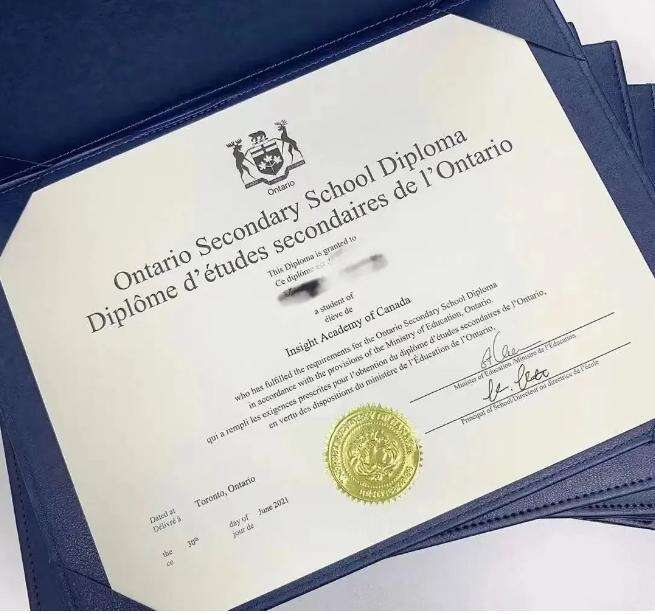 Ontario
Ontario Secondary School Diploma
Diplôme d'études secondaires de l'Ontario
This Diploma is granted to
Ce diplôme est
a student of
élève de
Insight Academy of Canada
who has fulfilled the requirements for the Ontario Secondary School Diploma
in accordance with the provisions of the Ministry of Education, Ontario.
qui a rempli les exigences prescrites pour l'obtention du diplôme d'études secondaires de l'Ontario,
en vertu des dispositions du ministère de l'Éducation de l'Ontario.
Minister of Education/Ministre de l'Éducation
Principal of School/Directeur ou directrice de l'école
Dated at
Délivré à
Toronto, Ontario
the
ce
30th
day of
jour de
June 2021